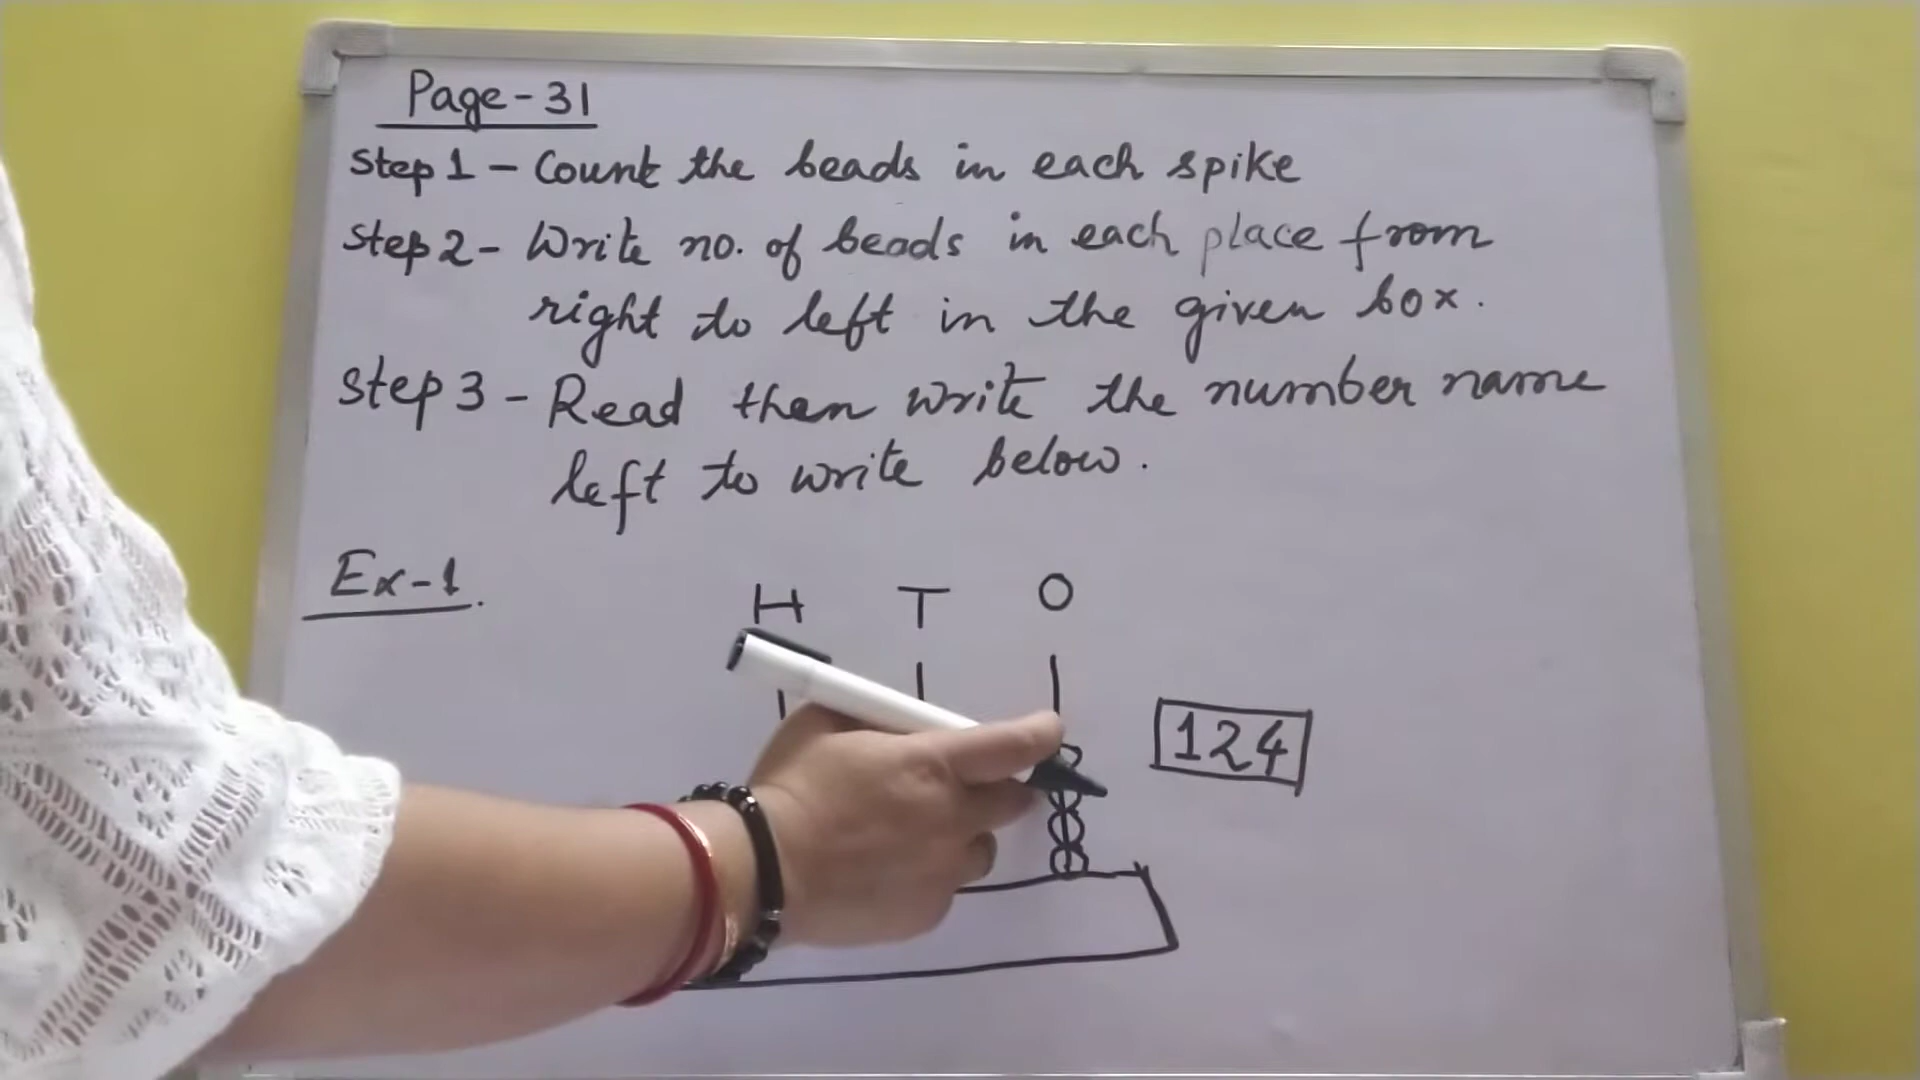 Page-31
Step 1 - Count the beads in each spike
Step 2 - Write no. of beads in each place from
right to left in the given box.
Step 3 - Read then write the number name
left to write below.
Ex-1.
H T O
124